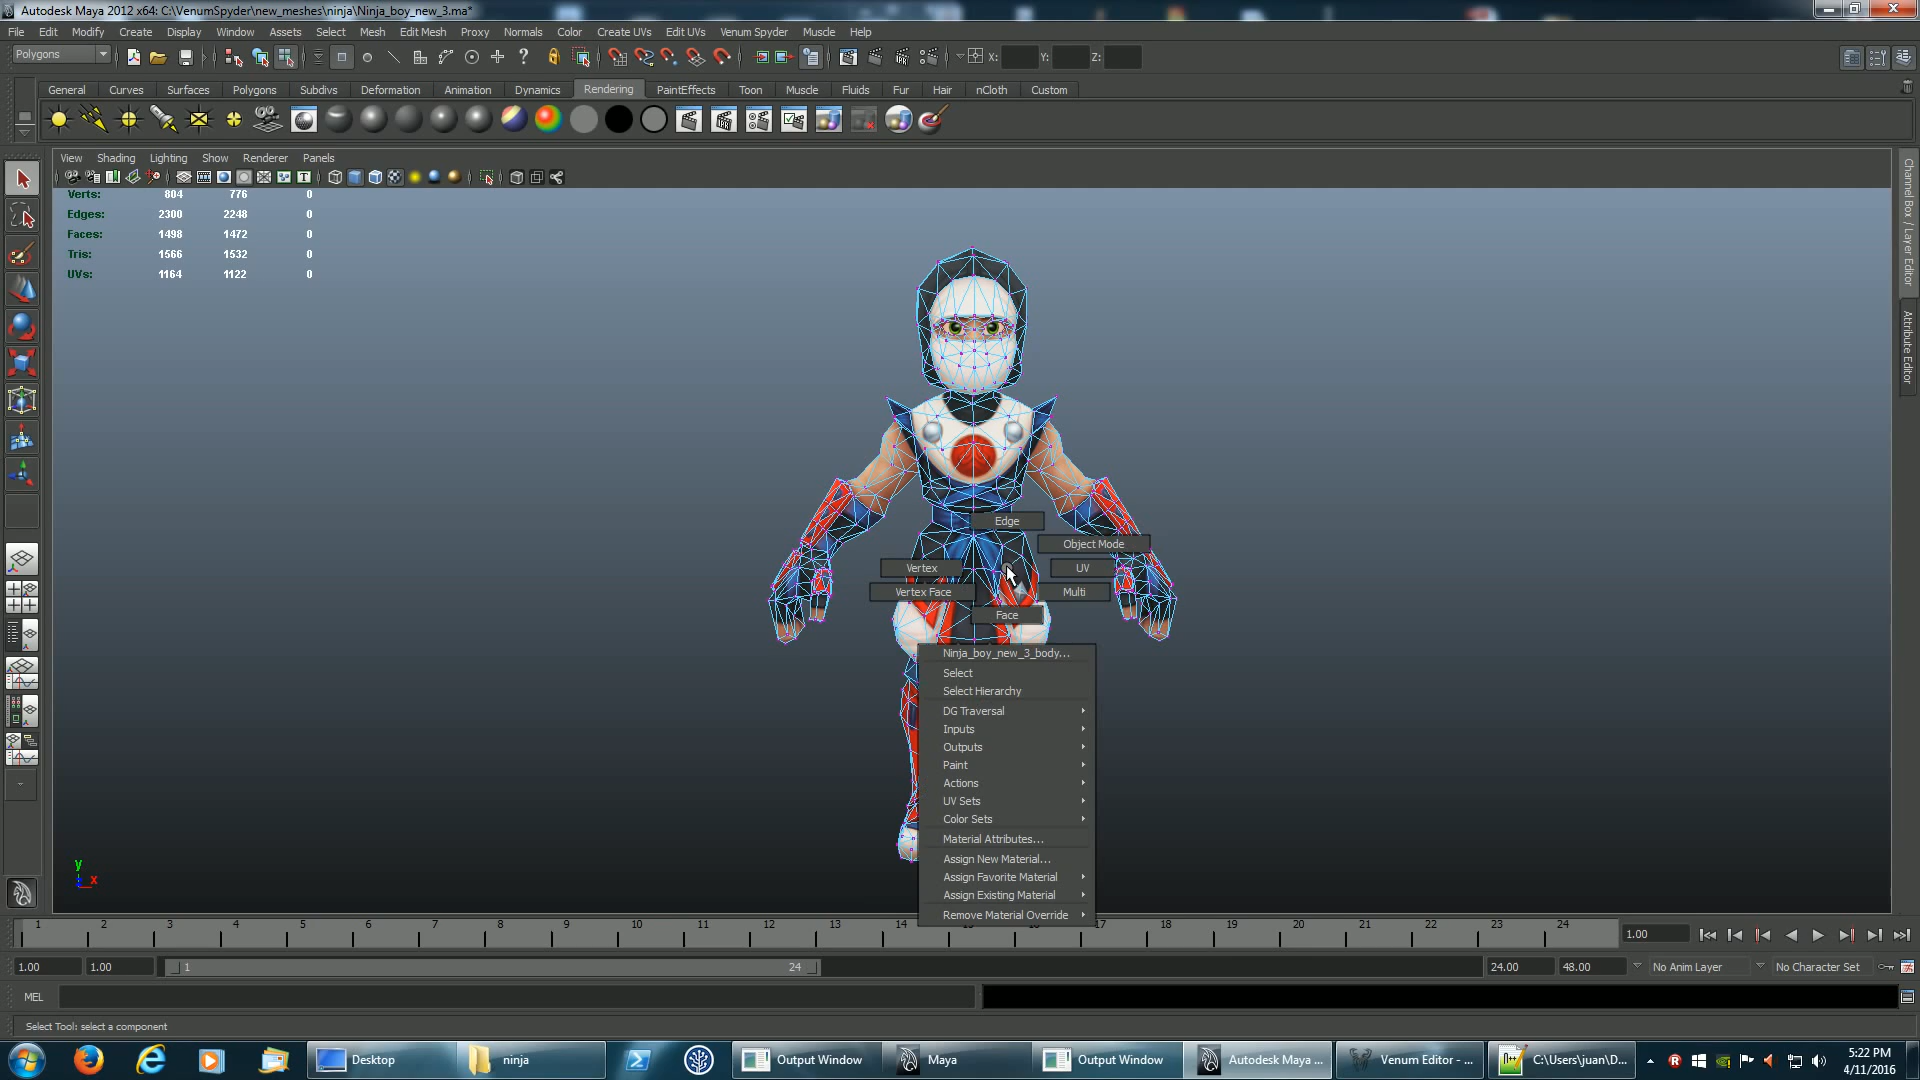 Autodesk Maya 2012 x64: C:\VenumSpyder\new_meshes\ninja\Ninja_boy_new_3.ma*
File Edit Modify Create Display Window Assets Select Mesh Edit Mesh Proxy Normals Color Create UVs Edit UVs Venum Spyder Muscle Help
Polygons X: Y: Z:
General Curves Surfaces Polygons Subdivs Deformation Animation Dynamics Rendering PaintEffects Toon Muscle Fluids Fur Hair nCloth Custom
View Shading Lighting Show Renderer Panels
Verts: 804 776 0
Edges: 2300 2248 0
Faces: 1498 1472 0
Tris: 1566 1532 0
UVs: 1164 1122 0
Channel Box / Layer Editor
Attribute Editor
Edge
Object Mode
Vertex UV
Vertex Face Multi
Face
Ninja_boy_new_3_body...
Select
Select Hierarchy
DG Traversal
Inputs
Outputs
Paint
Actions
UV Sets
Color Sets
Material Attributes...
Assign New Material...
Assign Favorite Material
Assign Existing Material
Remove Material Override
y
x
1 2 3 4 5 6 7 8 9 10 11 12 13 14 15 16 17 18 19 20 21 22 23 24 1.00
1.00 1.00 1 24 24.00 48.00 No Anim Layer No Character Set
MEL
Select Tool: select a component
Desktop ninja Output Window Maya Output Window Autodesk Maya ... Venum Editor - ... C:\Users\juan\D... 5:22 PM
4/11/2016